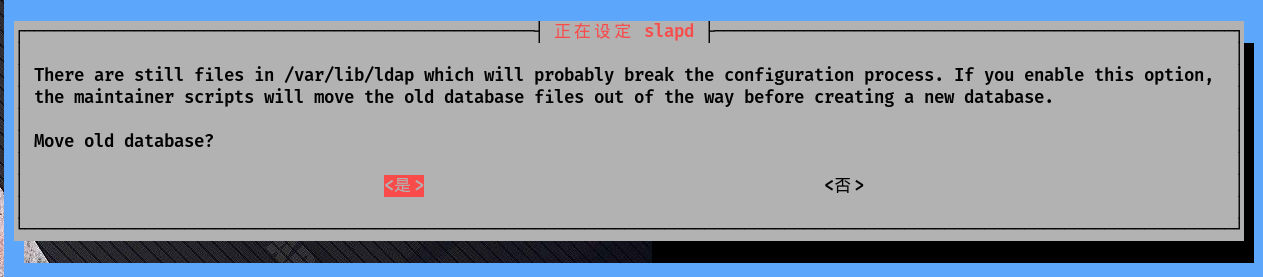 正在设定 slapd
There are still files in /var/lib/ldap which will probably break the configuration process. If you enable this option,
the maintainer scripts will move the old database files out of the way before creating a new database.
Move old database?
<是> <否>